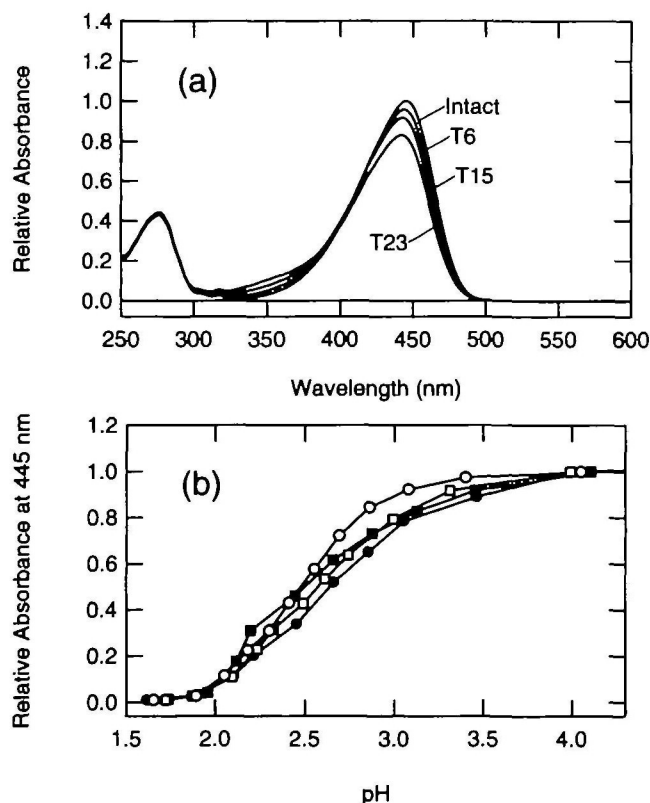 1.4
(a)
1.2
Relative Absorbance
1.0
Intact
0.8
T6
T15
0.6
0.4
T23
0.2
0.0
250 300 350 400 450 500 550 600
Wavelength (nm)
1.2
(b)
Relative Absorbance at 445 nm
1.0
0.8
0.6
0.4
0.2
0.0
1.5 2.0 2.5 3.0 3.5 4.0
pH